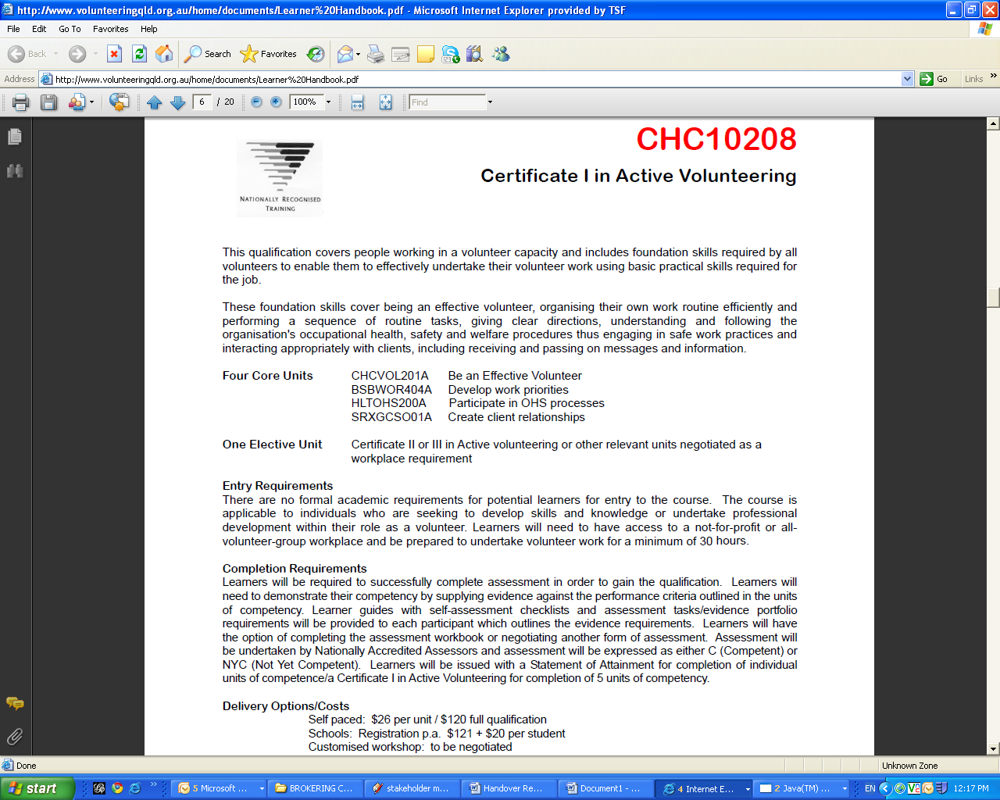 http://www.volunteeringqld.org.au/home/documents/Learner%20Handbook.pdf - Microsoft Internet Explorer provided by TSF
File Edit Go To Favorites Help
Back Search Favorites
Address http://www.volunteeringqld.org.au/home/documents/Learner%20Handbook.pdf Go Links »
6 / 20 100% Find
CHC10208
Certificate I in Active Volunteering
NATIONALLY RECOGNISED
TRAINING
This qualification covers people working in a volunteer capacity and includes foundation skills required by all
volunteers to enable them to effectively undertake their volunteer work using basic practical skills required for
the job.
These foundation skills cover being an effective volunteer, organising their own work routine efficiently and
performing a sequence of routine tasks, giving clear directions, understanding and following the
organisation's occupational health, safety and welfare procedures thus engaging in safe work practices and
interacting appropriately with clients, including receiving and passing on messages and information.
Four Core Units CHCVOL201A Be an Effective Volunteer
BSBWOR404A Develop work priorities
HLTOHS200A Participate in OHS processes
SRXGCSO01A Create client relationships
One Elective Unit Certificate II or III in Active volunteering or other relevant units negotiated as a
workplace requirement
Entry Requirements
There are no formal academic requirements for potential learners for entry to the course. The course is
applicable to individuals who are seeking to develop skills and knowledge or undertake professional
development within their role as a volunteer. Learners will need to have access to a not-for-profit or all-
volunteer-group workplace and be prepared to undertake volunteer work for a minimum of 30 hours.
Completion Requirements
Learners will be required to successfully complete assessment in order to gain the qualification. Learners will
need to demonstrate their competency by supplying evidence against the performance criteria outlined in the units
of competency. Learner guides with self-assessment checklists and assessment tasks/evidence portfolio
requirements will be provided to each participant which outlines the evidence requirements. Learners will have
the option of completing the assessment workbook or negotiating another form of assessment. Assessment will
be undertaken by Nationally Accredited Assessors and assessment will be expressed as either C (Competent) or
NYC (Not Yet Competent). Learners will be issued with a Statement of Attainment for completion of individual
units of competence/a Certificate I in Active Volunteering for completion of 5 units of competency.
Delivery Options/Costs
Self paced: $26 per unit / $120 full qualification
Schools: Registration p.a. $121 + $20 per student
Customised workshop: to be negotiated
Done Unknown Zone
start » 5 Microsoft ... BROKERING C... stakeholder m... Handover Re... Document1 - ... 4 Internet E... 2 Java(TM) ... EN 12:17 PM